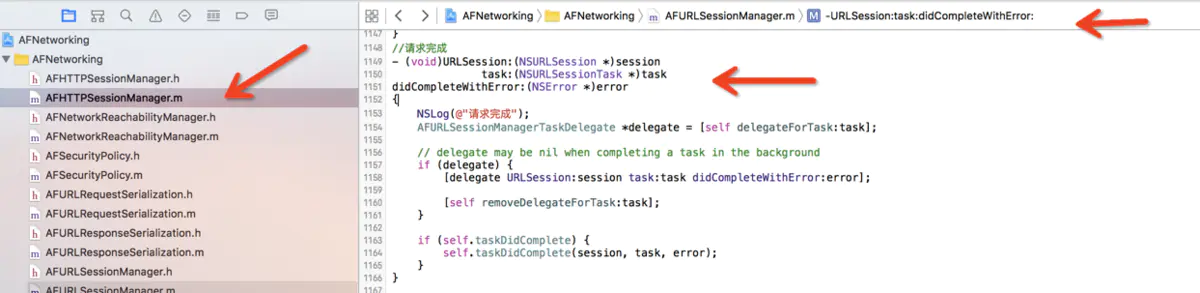 AFNetworking
AFNetworking
AFHTTPSessionManager.h
AFHTTPSessionManager.m
AFNetworkReachabilityManager.h
AFNetworkReachabilityManager.m
AFSecurityPolicy.h
AFSecurityPolicy.m
AFURLRequestSerialization.h
AFURLRequestSerialization.m
AFURLResponseSerialization.h
AFURLResponseSerialization.m
AFURLSessionManager.h
AFURLSessionManager.m
AFNetworking 〉 AFNetworking 〉 m AFURLSessionManager.m 〉 M -URLSession:task:didCompleteWithError:
1147 }
1148 //请求完成
1149 - (void)URLSession:(NSURLSession *)session
1150 task:(NSURLSessionTask *)task
1151 didCompleteWithError:(NSError *)error
1152 {
1153 NSLog(@"请求完成");
1154 AFURLSessionManagerTaskDelegate *delegate = [self delegateForTask:task];
1155
1156 // delegate may be nil when completing a task in the background
1157 if (delegate) {
1158 [delegate URLSession:session task:task didCompleteWithError:error];
1159
1160 [self removeDelegateForTask:task];
1161 }
1162
1163 if (self.taskDidComplete) {
1164 self.taskDidComplete(session, task, error);
1165 }
1166 }
1167